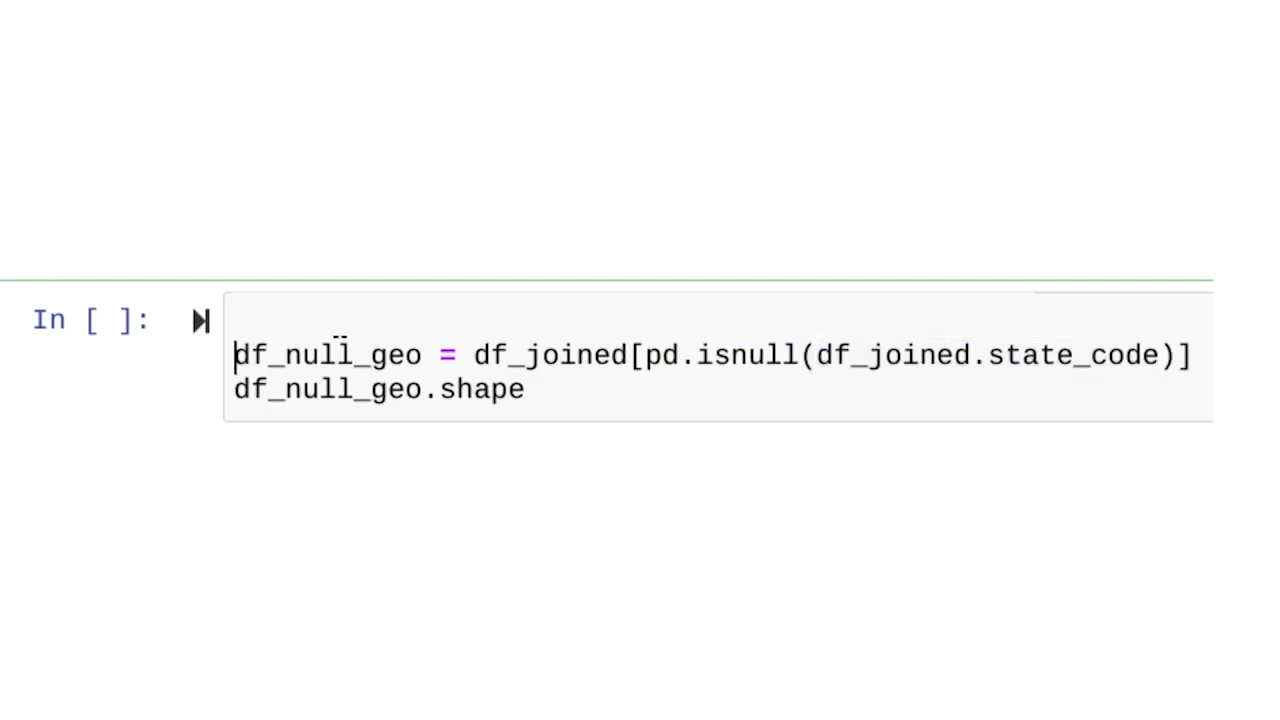 In [ ]:
df_null_geo = df_joined[pd.isnull(df_joined.state_code)]
df_null_geo.shape